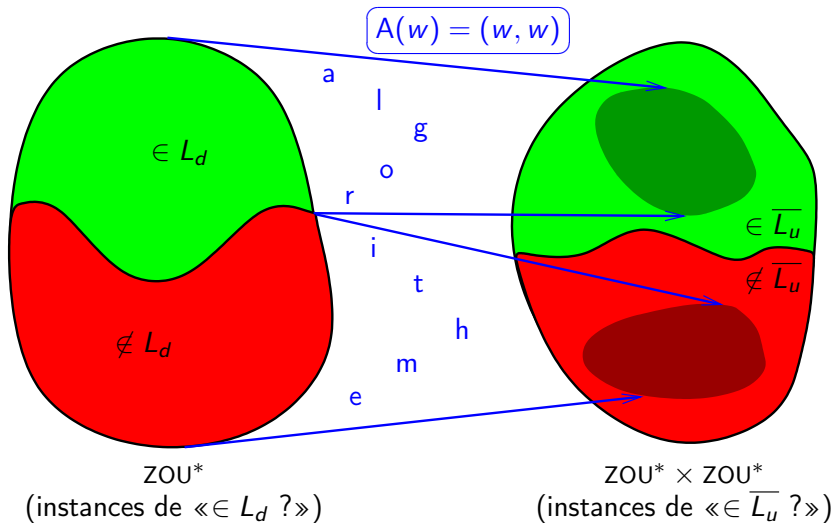 A(w) = (w, w)
a
l
g
o
r
i
t
h
m
e
∈ L_d
∉ L_d
∈ \overline{L_u}
∉ \overline{L_u}
ZOU*
(instances de «∈ L_d ?»)
ZOU* × ZOU*
(instances de «∈ \overline{L_u} ?»)